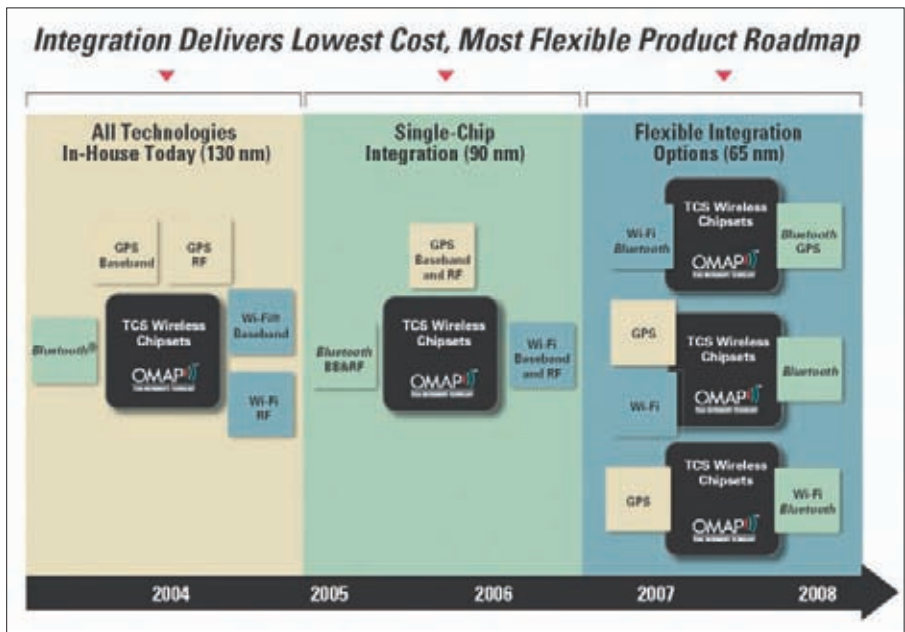 Integration Delivers Lowest Cost, Most Flexible Product Roadmap
All Technologies
In-House Today (130 nm)
GPS
Baseband
GPS
RF
Bluetooth®
TCS Wireless
Chipsets
OMAP
Wi-Fi®
Baseband
Wi-Fi
RF
Single-Chip
Integration (90 nm)
GPS
Baseband
and RF
Bluetooth
BB&RF
TCS Wireless
Chipsets
OMAP
Wi-Fi
Baseband
and RF
Flexible Integration
Options (65 nm)
Wi-Fi
Bluetooth
TCS Wireless
Chipsets
OMAP
Bluetooth
GPS
GPS
Wi-Fi
TCS Wireless
Chipsets
OMAP
Bluetooth
GPS
TCS Wireless
Chipsets
OMAP
Wi-Fi
Bluetooth
2004
2005
2006
2007
2008